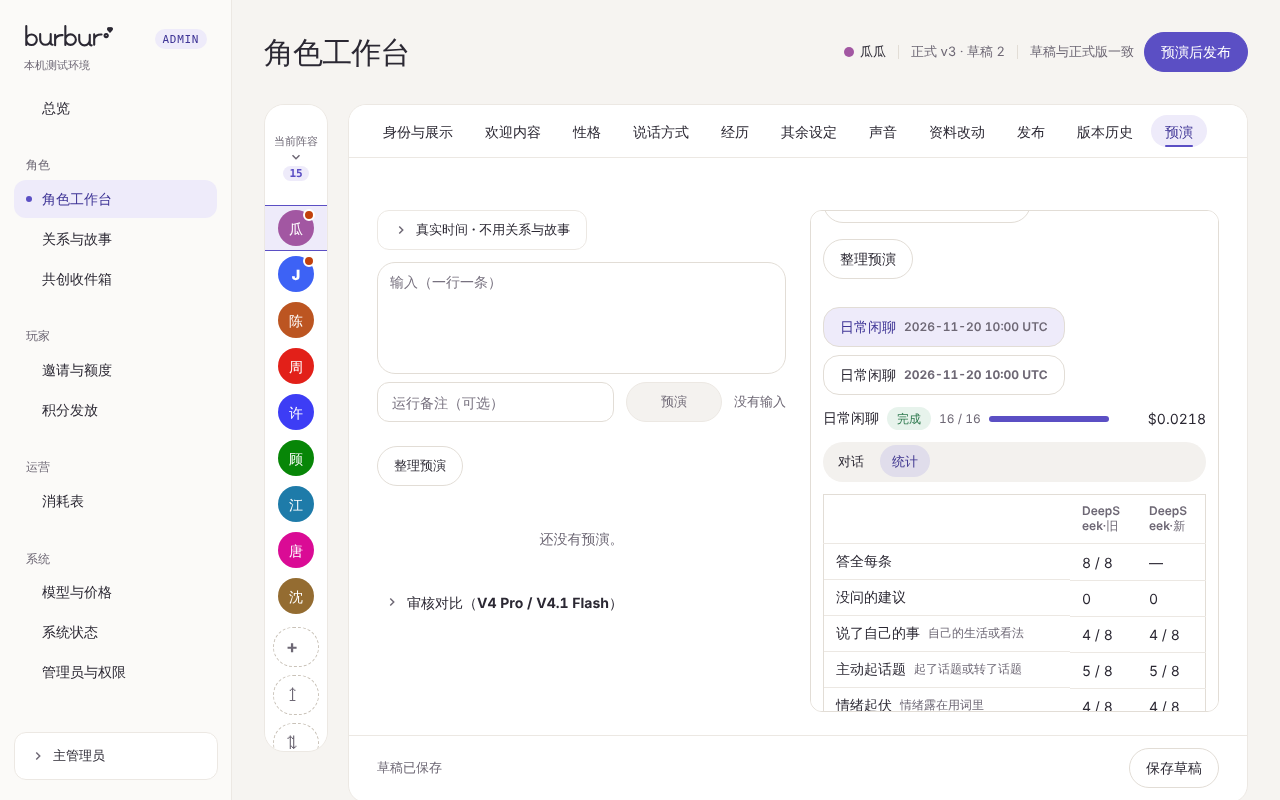 burbur
ADMIN
本机测试环境
总览
角色
角色工作台
关系与故事
共创收件箱
玩家
邀请与额度
积分发放
运营
消耗表
系统
模型与价格
系统状态
管理员与权限
主管理员
角色工作台
瓜瓜
正式 v3 · 草稿 2
草稿与正式版一致
预演后发布
当前阵容
15
瓜
J
陈
周
许
顾
江
唐
沈
+
身份与展示
欢迎内容
性格
说话方式
经历
其余设定
声音
资料改动
发布
版本历史
预演
真实时间 · 不用关系与故事
输入（一行一条）
运行备注（可选）
预演
没有输入
整理预演
还没有预演。
审核对比（V4 Pro / V4.1 Flash）
整理预演
日常闲聊 2026-11-20 10:00 UTC
日常闲聊 2026-11-20 10:00 UTC
日常闲聊 完成 16 / 16 $0.0218
对话 统计
DeepS
eek·旧
DeepS
eek·新
答全每条 8 / 8 —
没问的建议 0 0
说了自己的事 自己的生活或看法 4 / 8 4 / 8
主动起话题 起了话题或转了话题 5 / 8 5 / 8
情绪起伏 情绪露在用词里 4 / 8 4 / 8
草稿已保存
保存草稿